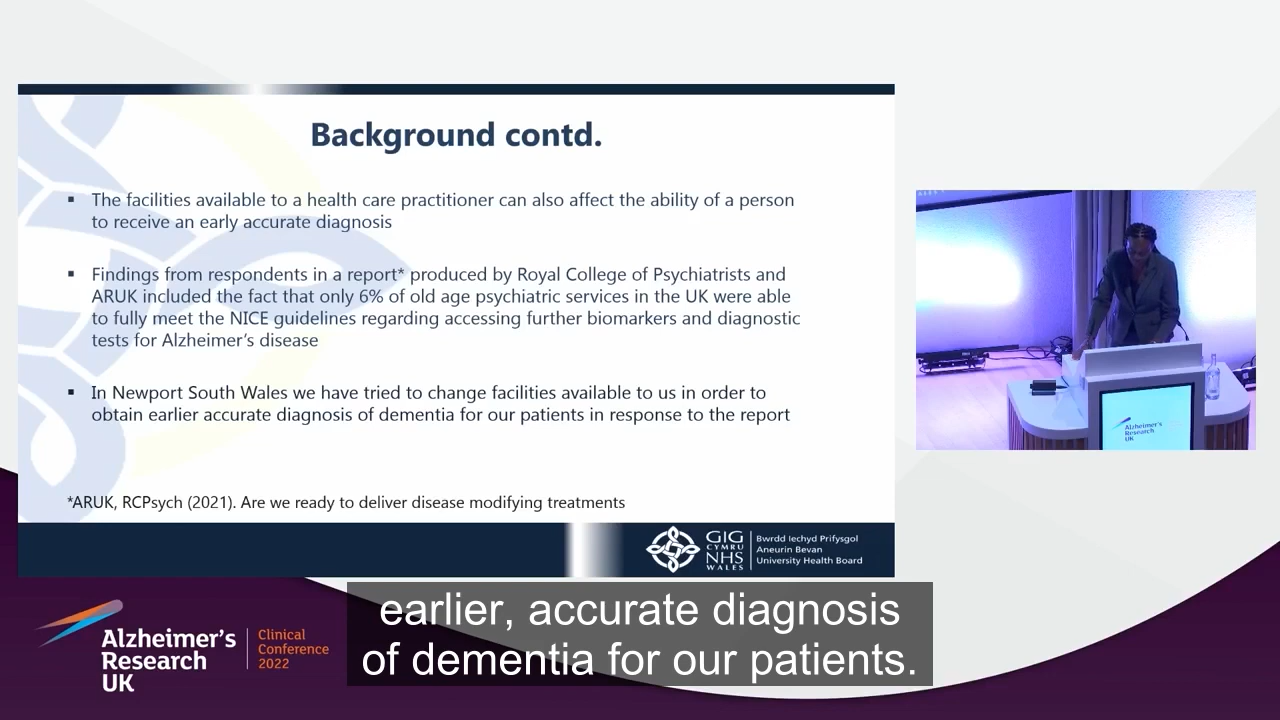 Background contd.
▪ The facilities available to a health care practitioner can also affect the ability of a person
to receive an early accurate diagnosis
▪ Findings from respondents in a report* produced by Royal College of Psychiatrists and
ARUK included the fact that only 6% of old age psychiatric services in the UK were able
to fully meet the NICE guidelines regarding accessing further biomarkers and diagnostic
tests for Alzheimer's disease
▪ In Newport South Wales we have tried to change facilities available to us in order to
obtain earlier accurate diagnosis of dementia for our patients in response to the report
*ARUK, RCPsych (2021). Are we ready to deliver disease modifying treatments
GIG
CYMRU
NHS
WALES
Bwrdd Iechyd Prifysgol
Aneurin Bevan
University Health Board
Alzheimer's
Research
UK
Alzheimer's
Research
UK
Clinical
Conference
2022
earlier, accurate diagnosis
of dementia for our patients.